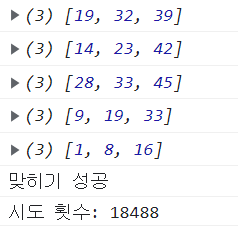 ▶ (3) [19, 32, 39]
▶ (3) [14, 23, 42]
▶ (3) [28, 33, 45]
▶ (3) [9, 19, 33]
▶ (3) [1, 8, 16]
맞히기 성공
시도 횟수: 18488